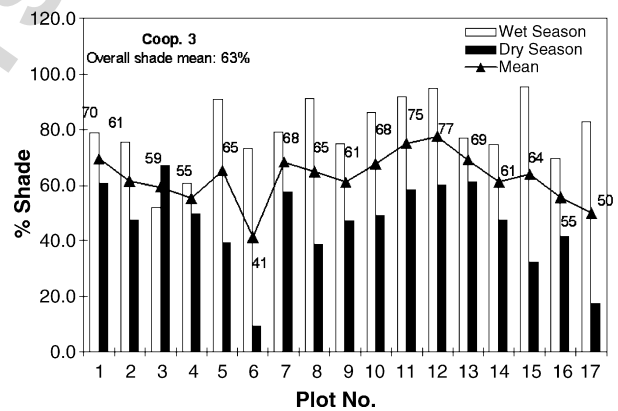 120.0
100.0
80.0
60.0
40.0
20.0
0.0
% Shade
Coop. 3
Overall shade mean: 63%
Wet Season
Dry Season
Mean
70 61 59 55 65 41 68 65 61 68 75 77 69 61 64 55 50
1 2 3 4 5 6 7 8 9 10 11 12 13 14 15 16 17
Plot No.